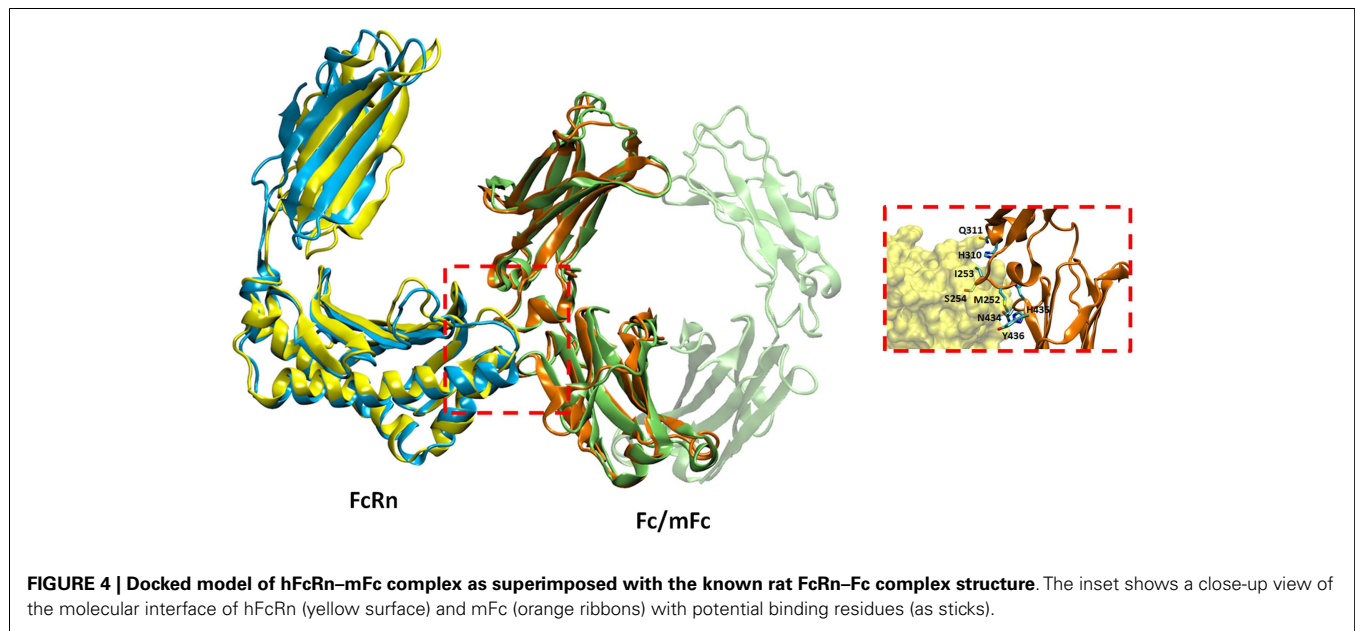 Q311
H310
I253
S254
M252
N434
H435
Y436
FcRn
Fc/mFc
FIGURE 4 | Docked model of hFcRn–mFc complex as superimposed with the known rat FcRn–Fc complex structure. The inset shows a close-up view of
the molecular interface of hFcRn (yellow surface) and mFc (orange ribbons) with potential binding residues (as sticks).